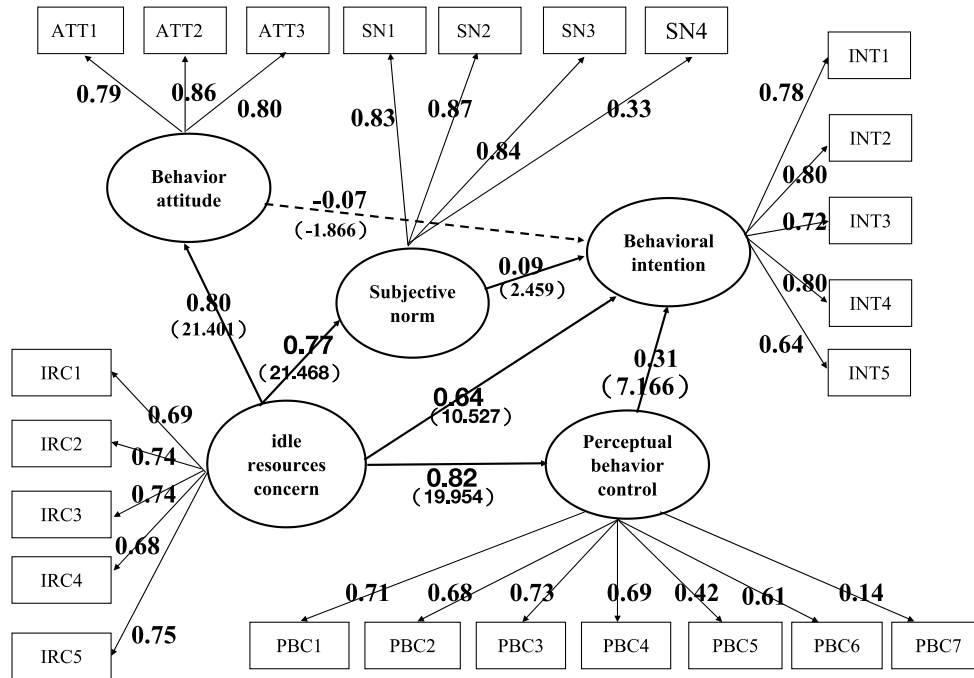 ATT1
ATT2
ATT3
SN1
SN2
SN3
SN4
INT1
0.79
0.86
0.80
0.83
0.87
0.84
0.33
0.78
INT2
0.80
Behavior
attitude
-0.07
(-1.866)
INT3
0.72
Behavioral
intention
Subjective
norm
0.09
(2.459)
INT4
0.80
0.80
(21.401)
0.77
(21.468)
0.31
(7.166)
0.64
INT5
IRC1
0.69
0.64
(10.527)
IRC2
0.74
idle
resources
concern
Perceptual
behavior
control
0.82
(19.954)
IRC3
0.74
IRC4
0.68
IRC5
0.75
0.71
0.68
0.73
0.69
0.42
0.61
0.14
PBC1
PBC2
PBC3
PBC4
PBC5
PBC6
PBC7